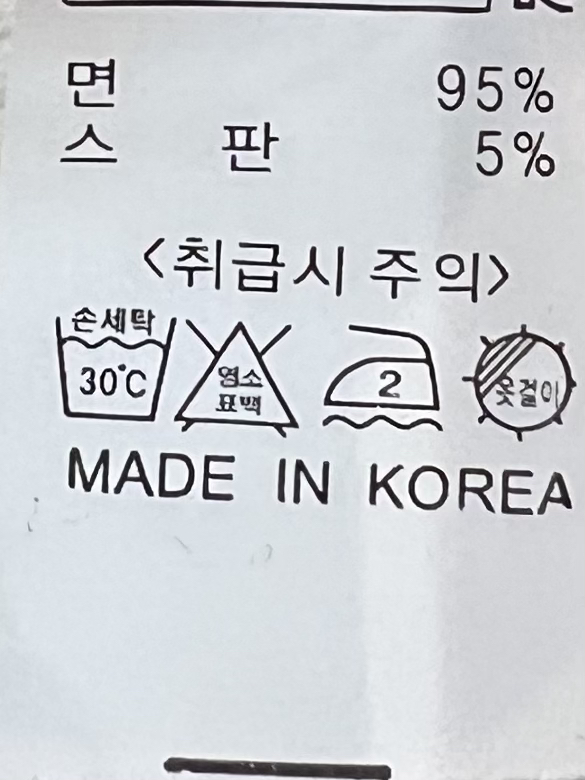 면 95%
스 판 5%
<취급시 주의>
손세탁
30°C
염소
표백
2
옷걸이
MADE IN KOREA